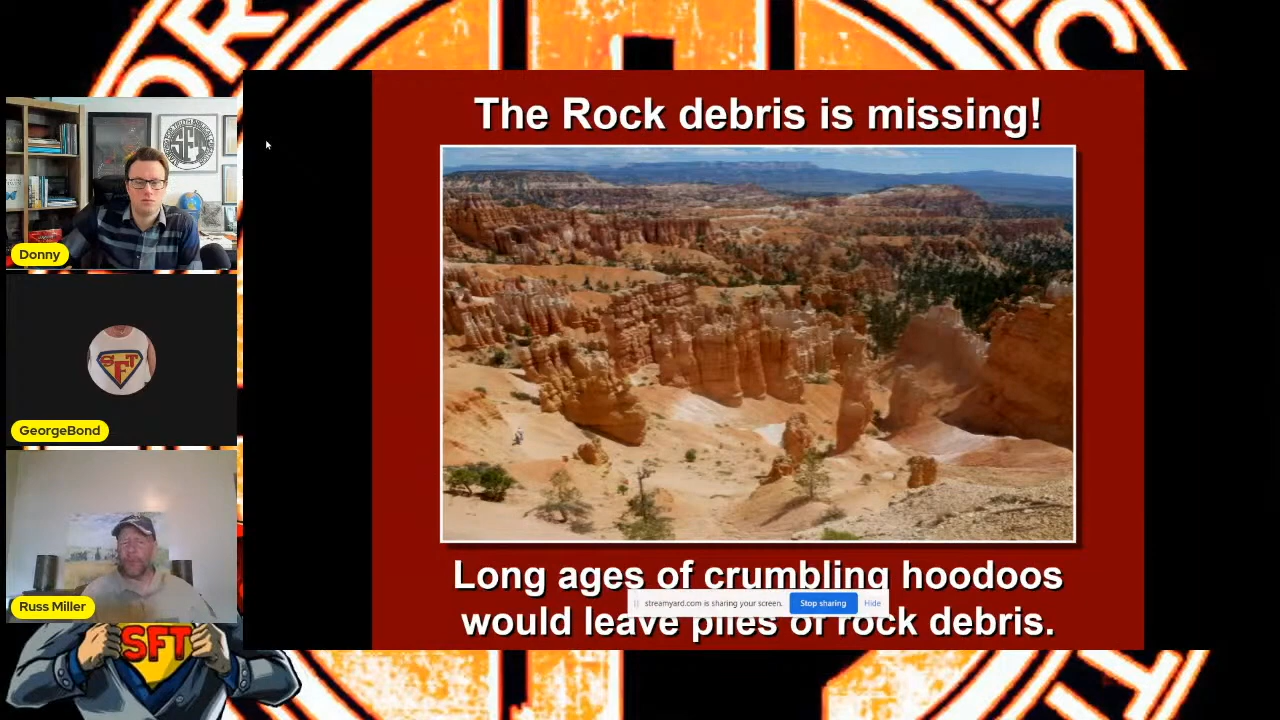 The Rock debris is missing!
Donny
SFT
GeorgeBond
SFT
Russ Miller
Long ages of crumbling hoodoos
streamyard.com is sharing your screen.
Stop sharing
Hide
would leave piles of rock debris.
SFT